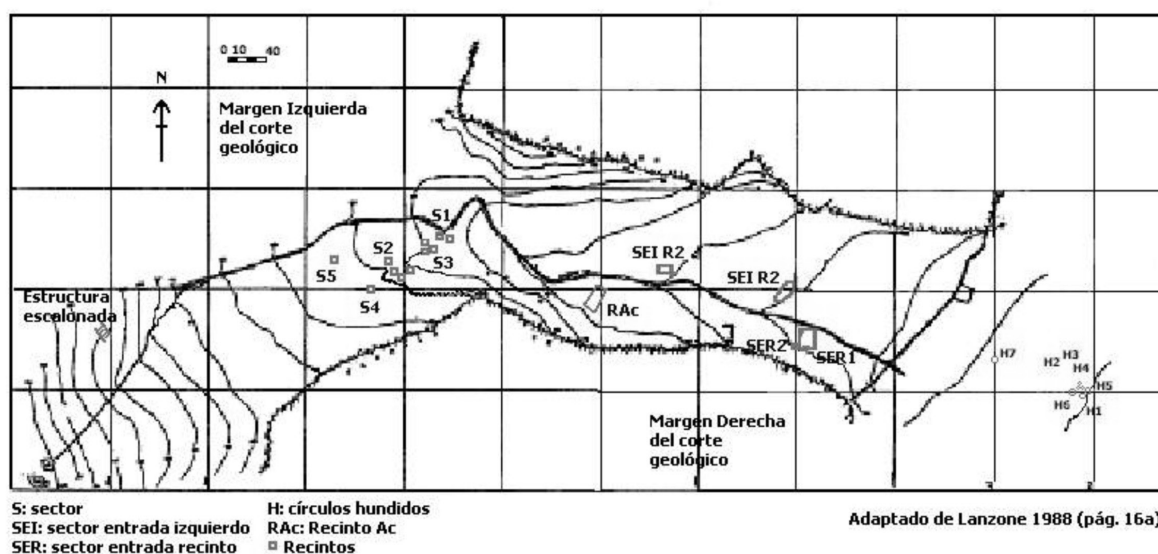 0 10 40
N
Margen Izquierda
del corte
geológico
S1
S2
S3
S5
S4
SEI R2
SEI R2
Estructura
escalonada
RAc
SER2
SER1
H7
H3
H2
H4
H5
H6
H1
Margen Derecha
del corte
geológico
S: sector
SEI: sector entrada izquierdo
SER: sector entrada recinto
H: círculos hundidos
RAc: Recinto Ac
Recintos
Adaptado de Lanzone 1988 (pág. 16a)